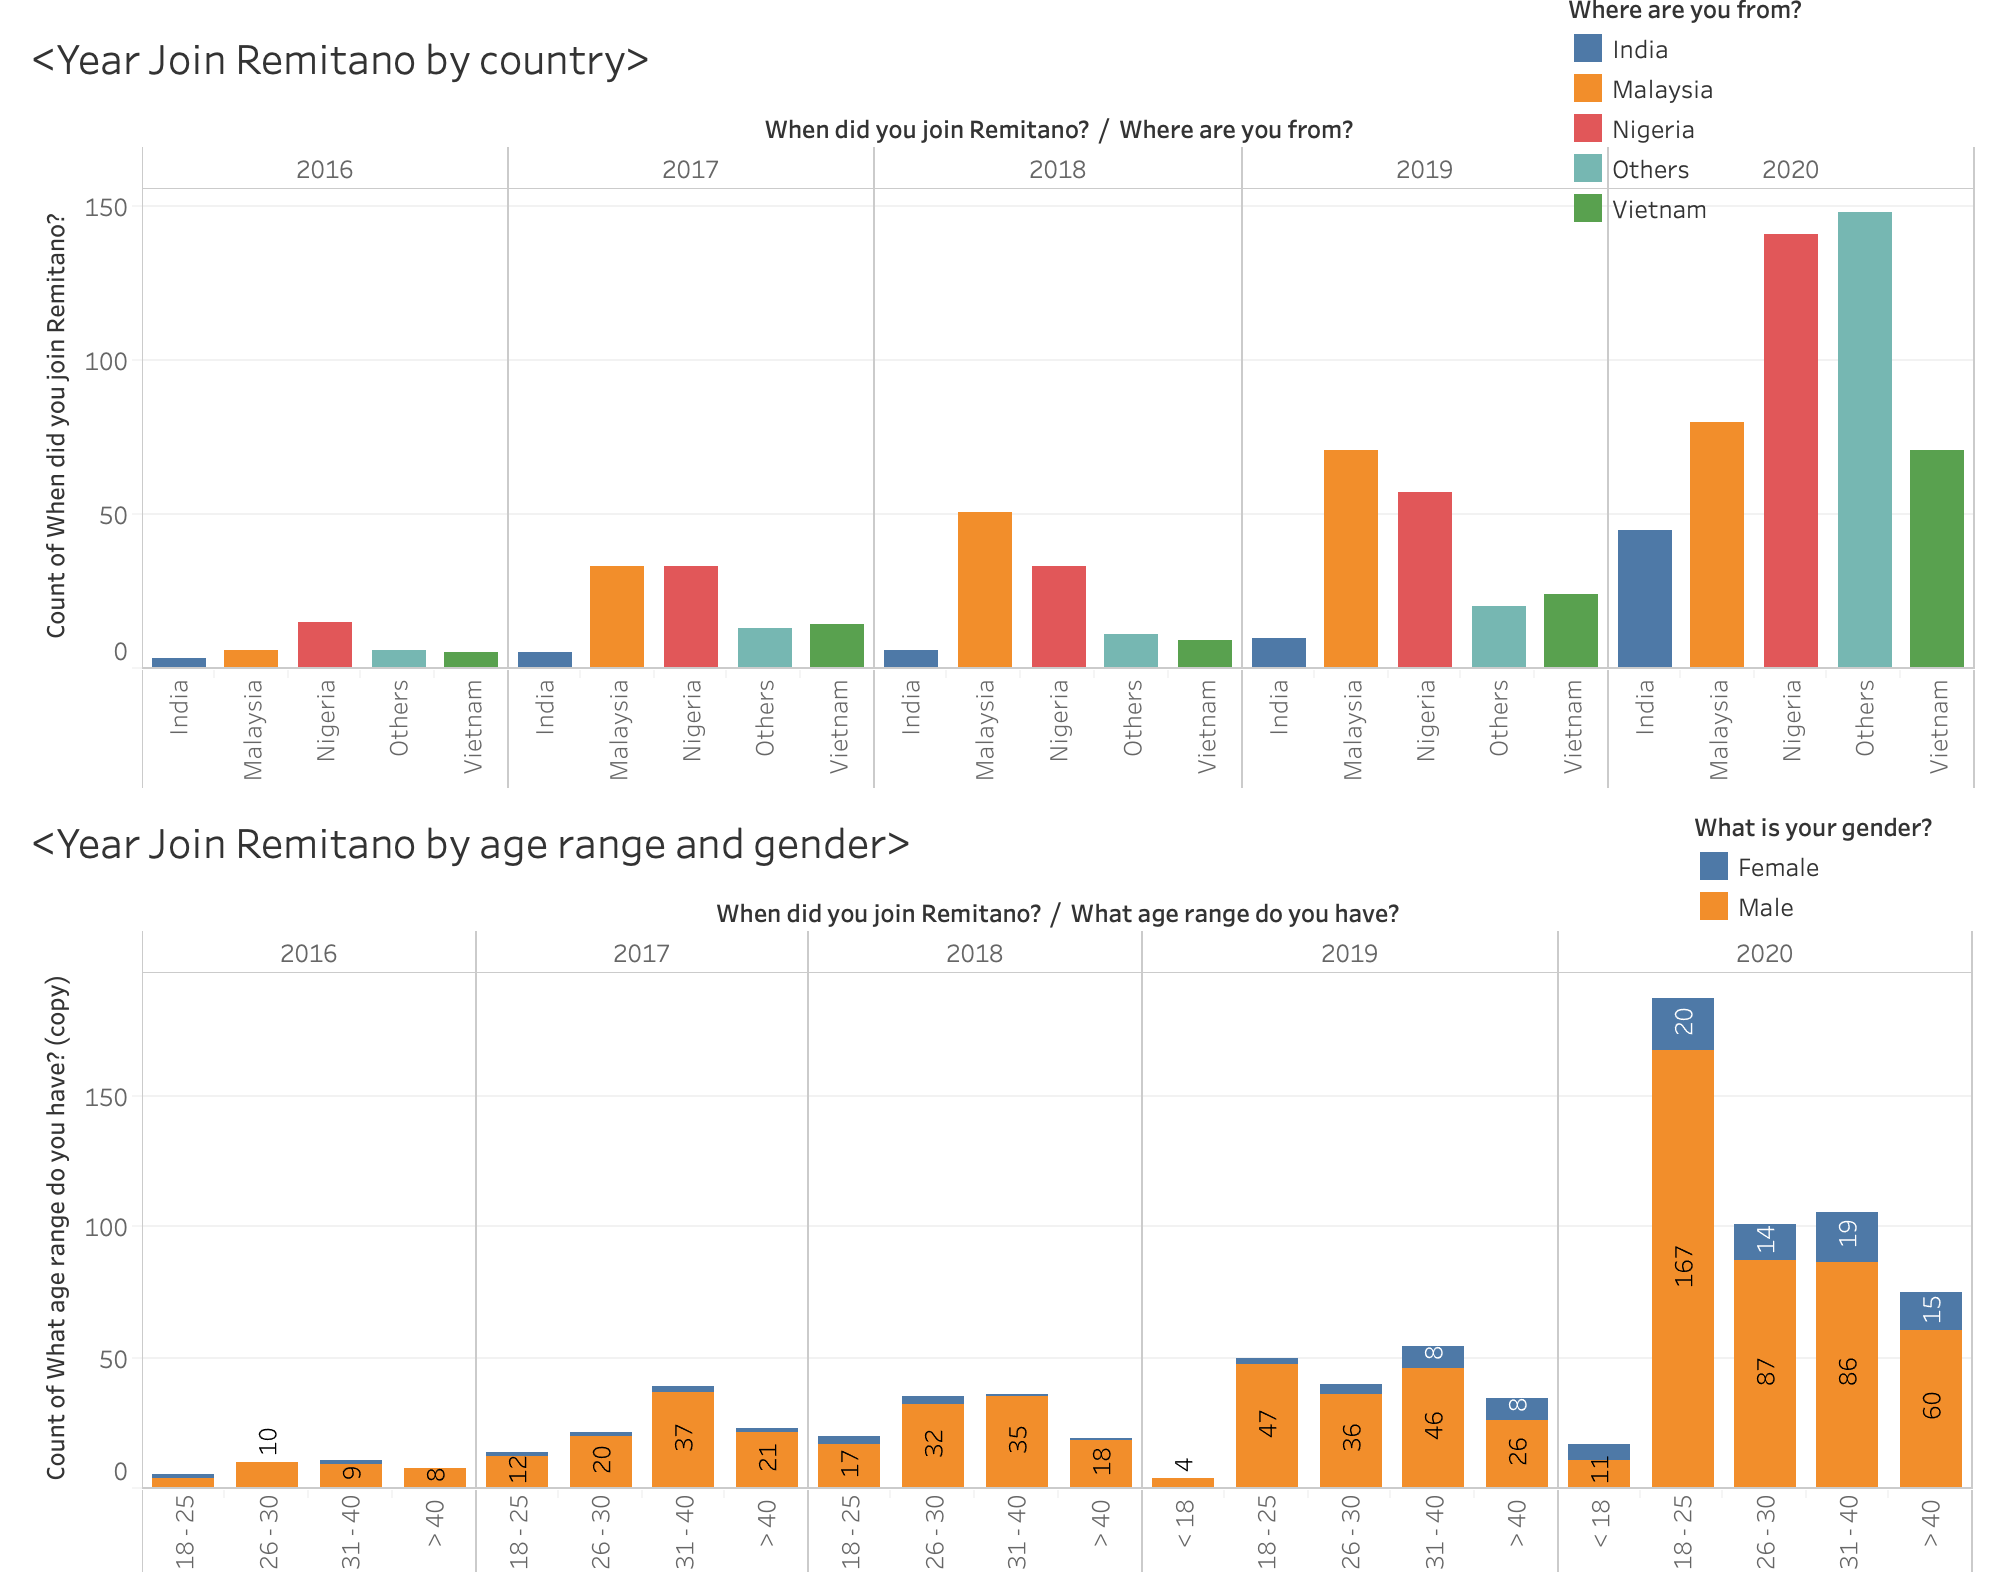 Where are you from?
<Year Join Remitano by country>
India
Malaysia
Nigeria
Others
Vietnam
When did you join Remitano? / Where are you from?
2016 2017 2018 2019 2020
Count of When did you join Remitano?
150
100
50
0
India Malaysia Nigeria Others Vietnam India Malaysia Nigeria Others Vietnam India Malaysia Nigeria Others Vietnam India Malaysia Nigeria Others Vietnam India Malaysia Nigeria Others Vietnam
<Year Join Remitano by age range and gender>
What is your gender?
Female
Male
When did you join Remitano? / What age range do you have?
2016 2017 2018 2019 2020
Count of What age range do you have? (copy)
150
100
50
0
10 9 8 12 20 37 21 17 32 35 18 4 47 36 46 8 26 8 11 167 20 87 14 86 19 60 15
18 - 25 26 - 30 31 - 40 > 40 18 - 25 26 - 30 31 - 40 > 40 18 - 25 26 - 30 31 - 40 > 40 < 18 18 - 25 26 - 30 31 - 40 > 40 < 18 18 - 25 26 - 30 31 - 40 > 40